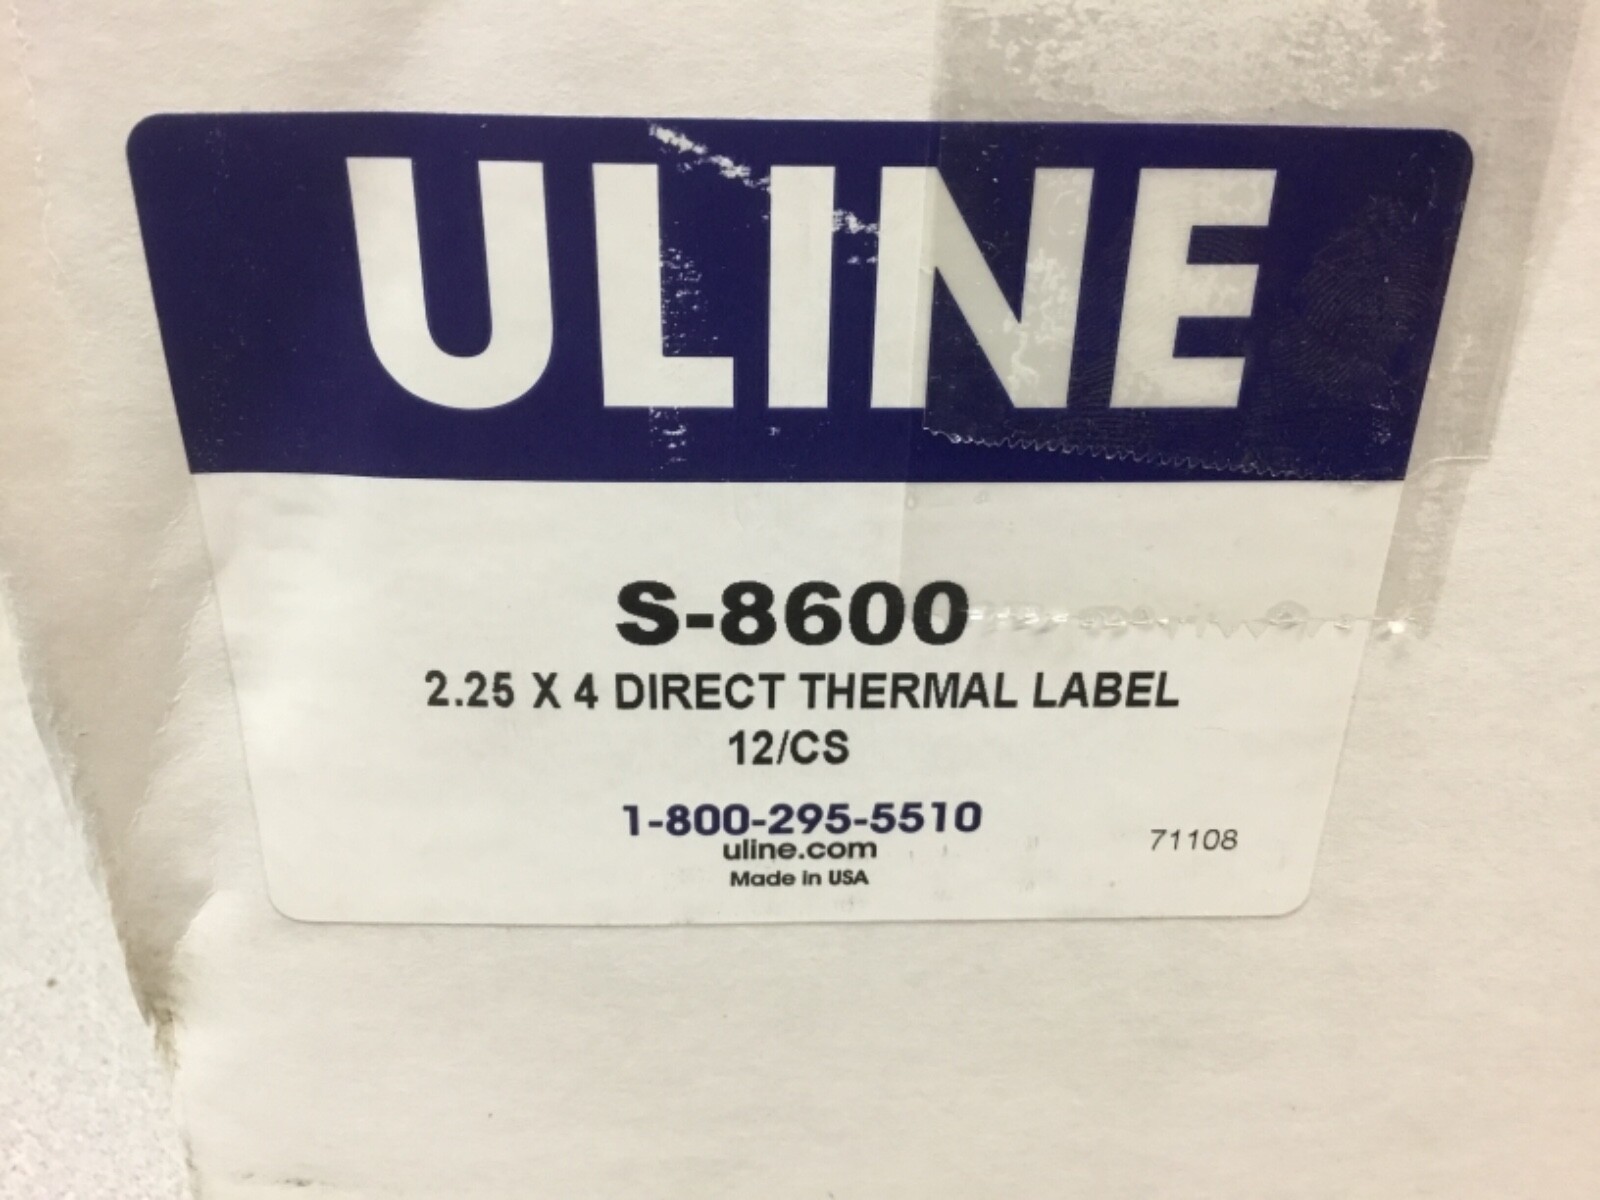 ULINE
S-8600
2.25 X 4 DIRECT THERMAL LABEL
12/CS
1-800-295-5510
uline.com
Made in USA
71108